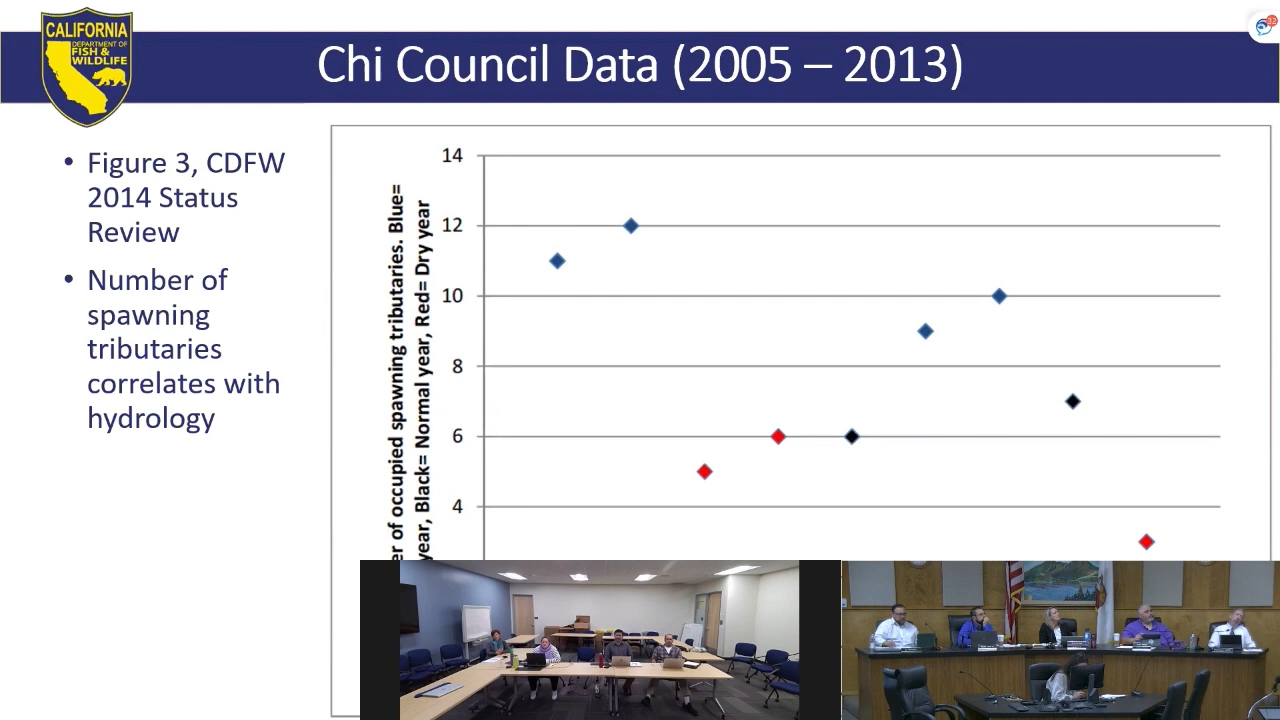 CALIFORNIA
DEPARTMENT OF
FISH &
WILDLIFE
Chi Council Data (2005 – 2013)
32
• Figure 3, CDFW
2014 Status
Review
• Number of
spawning
tributaries
correlates with
hydrology
er of occupied spawning tributaries. Blue=
year, Black= Normal year, Red= Dry year
14
12
10
8
6
4